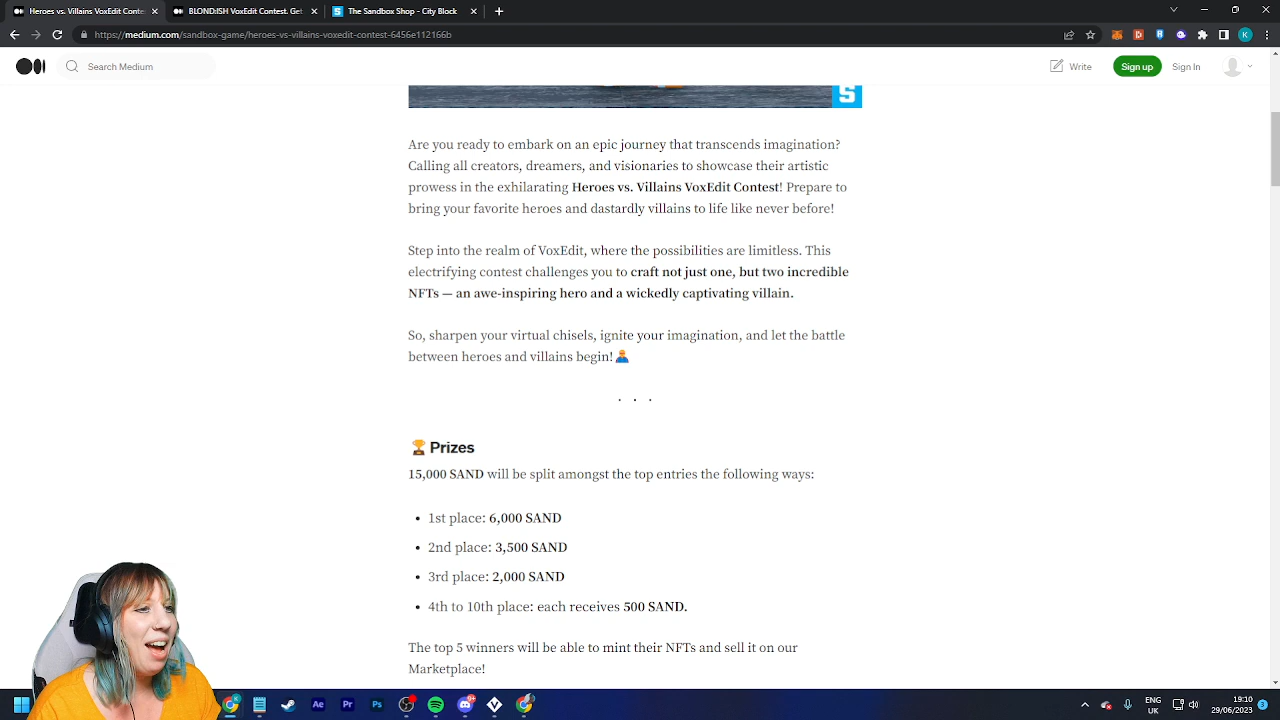 Heroes vs. Villains VoxEdit Conte
BLONDISH VoxEdit Contest. Get
The Sandbox Shop - City Block
https://medium.com/sandbox-game/heroes-vs-villains-voxedit-contest-6456e112166b
K
Search Medium
Write
Sign up
Sign In
S
Are you ready to embark on an epic journey that transcends imagination?
Calling all creators, dreamers, and visionaries to showcase their artistic
prowess in the exhilarating Heroes vs. Villains VoxEdit Contest! Prepare to
bring your favorite heroes and dastardly villains to life like never before!
Step into the realm of VoxEdit, where the possibilities are limitless. This
electrifying contest challenges you to craft not just one, but two incredible
NFTs — an awe-inspiring hero and a wickedly captivating villain.
So, sharpen your virtual chisels, ignite your imagination, and let the battle
between heroes and villains begin!
. . .
Prizes
15,000 SAND will be split amongst the top entries the following ways:
• 1st place: 6,000 SAND
• 2nd place: 3,500 SAND
• 3rd place: 2,000 SAND
• 4th to 10th place: each receives 500 SAND.
The top 5 winners will be able to mint their NFTs and sell it on our
Marketplace!
Ae
Pr
Ps
ENG
UK
19:10
29/06/2023
3